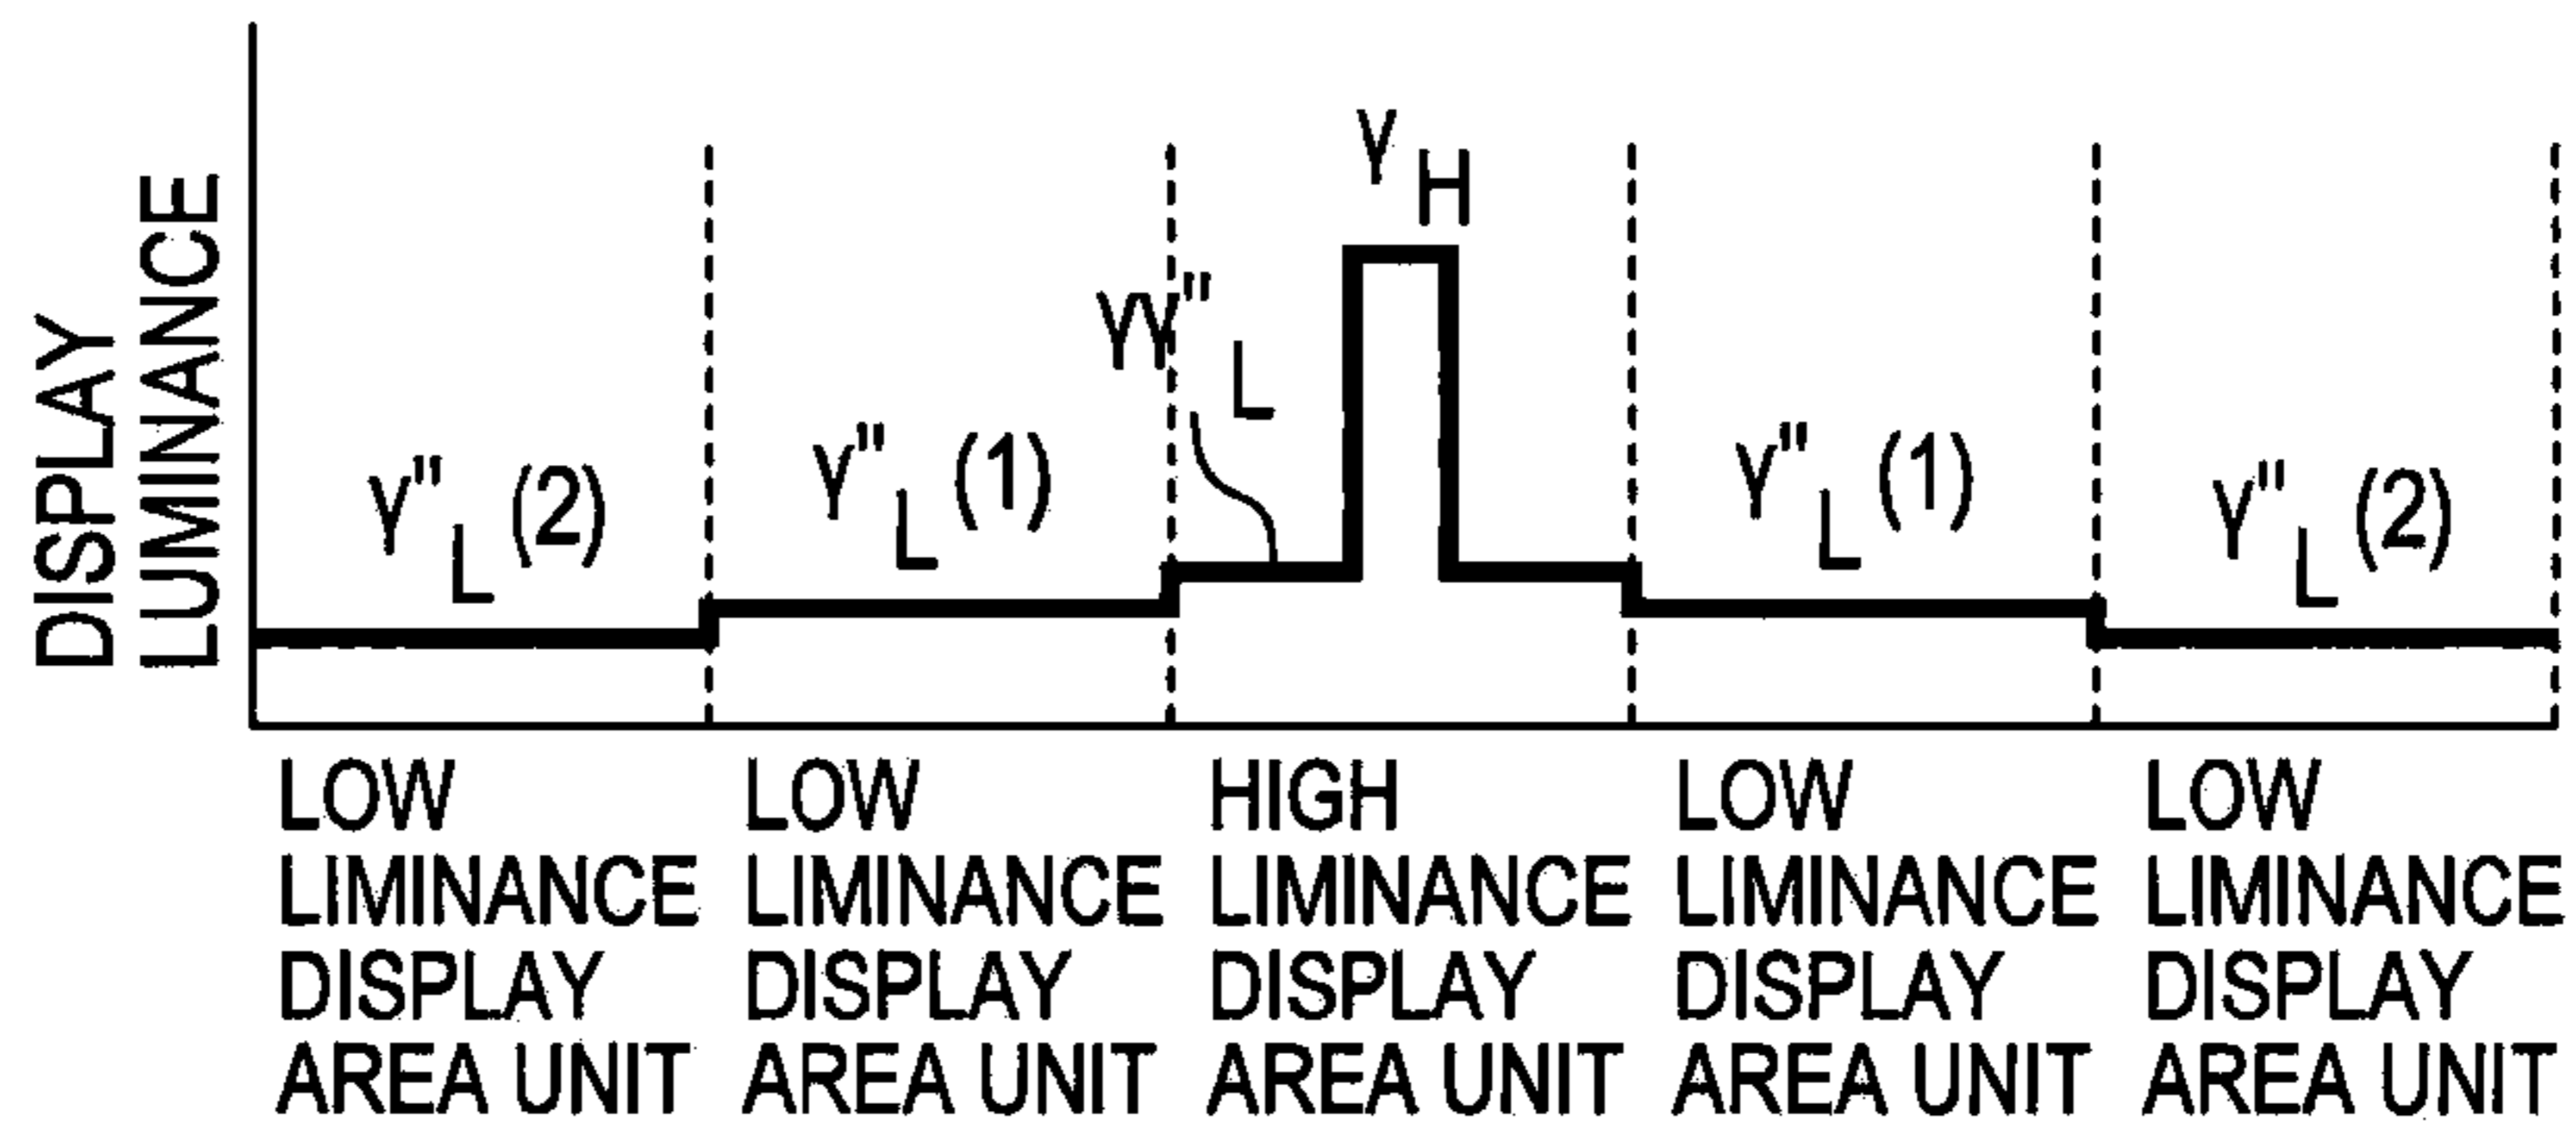 DISPLAY
LUMINANCE
γH
γγ"L
γ"L(2)
γ"L(1)
γ"L(1)
γ"L(2)
LOW
LIMINANCE
DISPLAY
AREA UNIT
LOW
LIMINANCE
DISPLAY
AREA UNIT
HIGH
LIMINANCE
DISPLAY
AREA UNIT
LOW
LIMINANCE
DISPLAY
AREA UNIT
LOW
LIMINANCE
DISPLAY
AREA UNIT